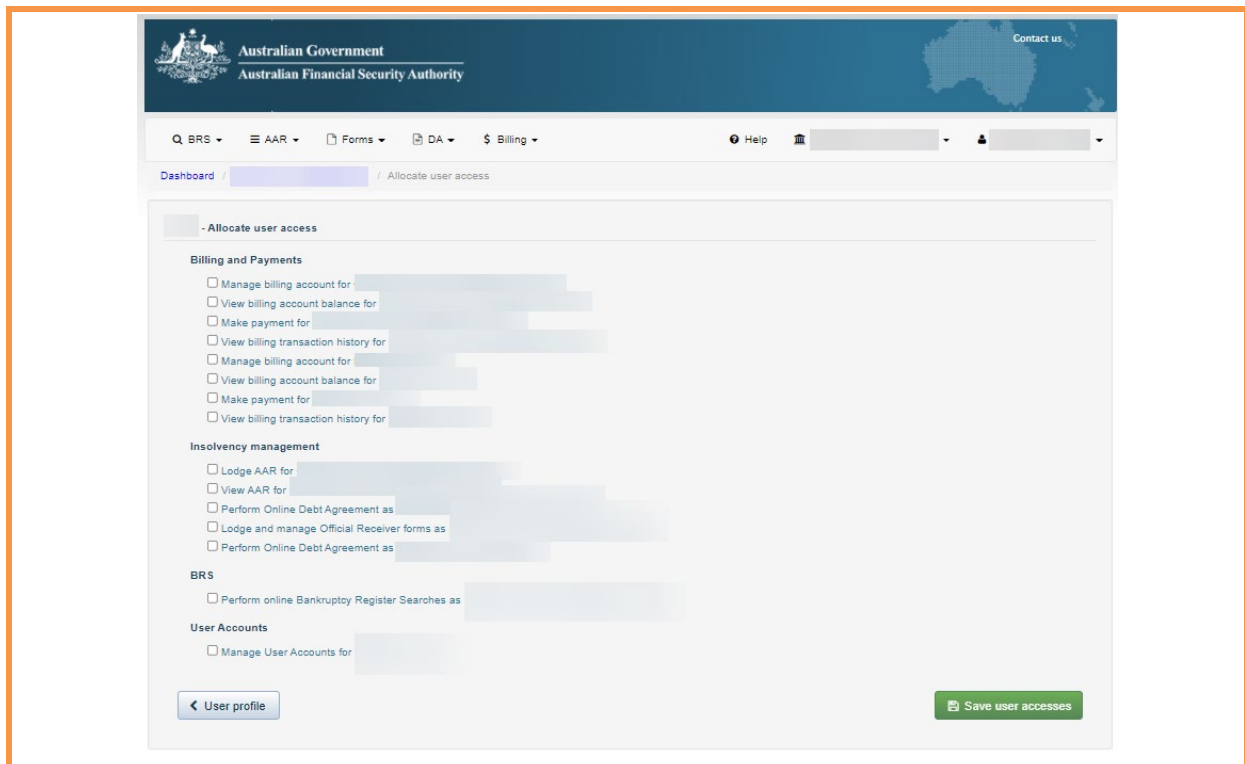 Australian Government
Contact us
Australian Financial Security Authority
BRS AAR Forms DA $ Billing Help
Dashboard / / Allocate user access
- Allocate user access
Billing and Payments
Manage billing account for
View billing account balance for
Make payment for
View billing transaction history for
Manage billing account for
View billing account balance for
Make payment for
View billing transaction history for
Insolvency management
Lodge AAR for
View AAR for
Perform Online Debt Agreement as
Lodge and manage Official Receiver forms as
Perform Online Debt Agreement as
BRS
Perform online Bankruptcy Register Searches as
User Accounts
Manage User Accounts for
User profile
Save user accesses